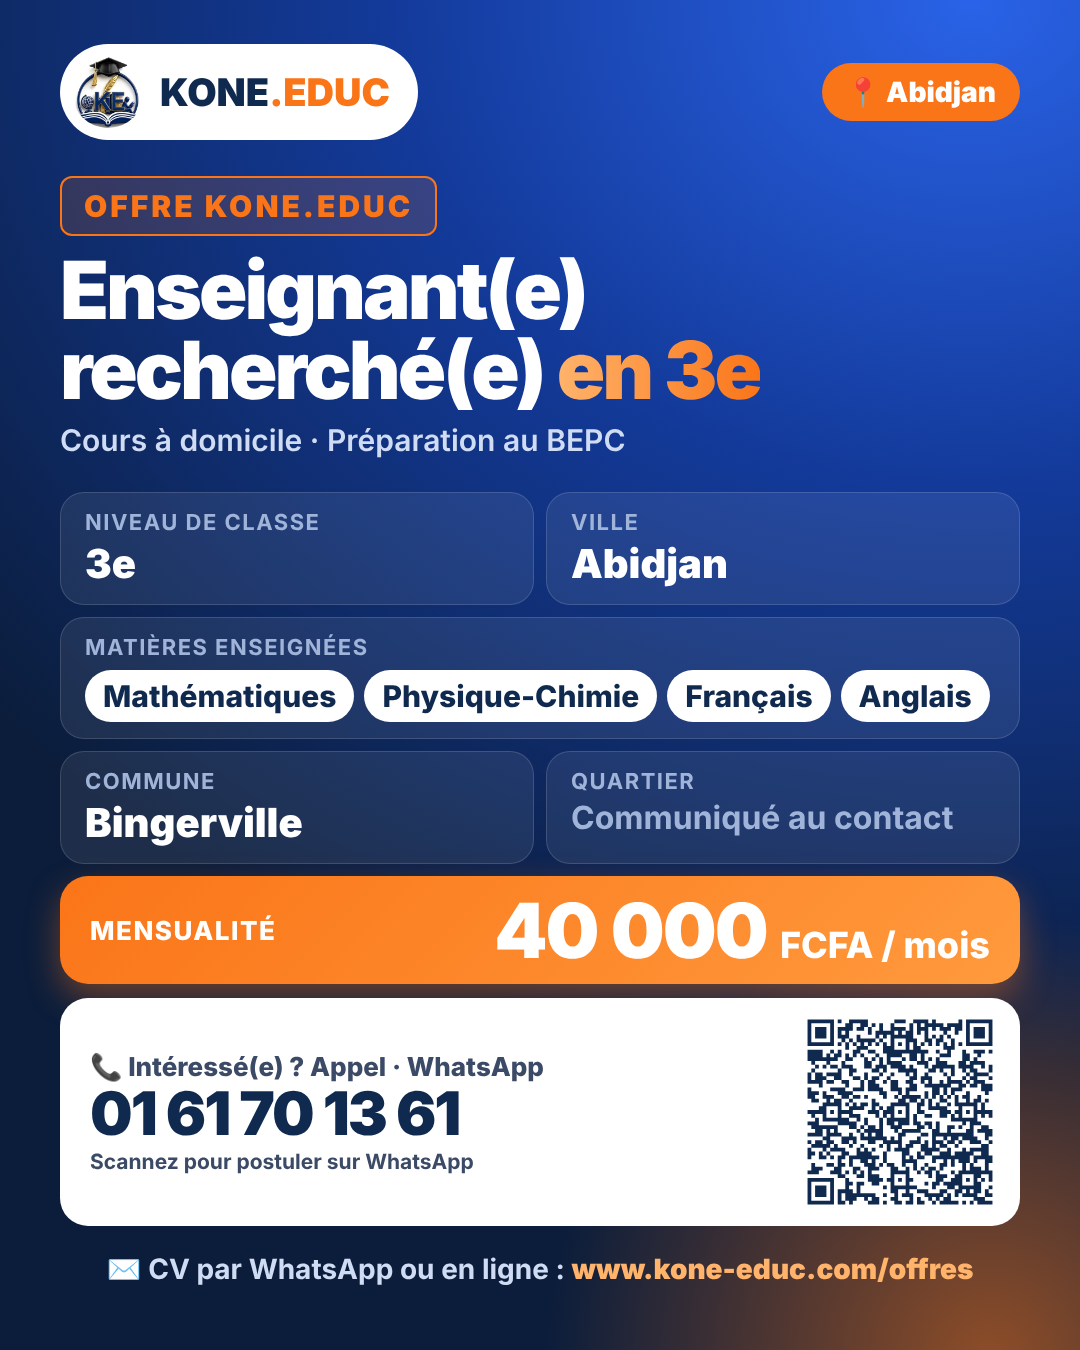 KE
KONE.EDUC
📍 Abidjan
OFFRE KONE.EDUC
Enseignant(e)
recherché(e) en 3e
Cours à domicile · Préparation au BEPC
NIVEAU DE CLASSE
3e
VILLE
Abidjan
MATIÈRES ENSEIGNÉES
Mathématiques Physique-Chimie Français Anglais
COMMUNE
Bingerville
QUARTIER
Communiqué au contact
MENSUALITÉ
40 000 FCFA / mois
📞 Intéressé(e) ? Appel · WhatsApp
01 61 70 13 61
Scannez pour postuler sur WhatsApp
✉️ CV par WhatsApp ou en ligne : www.kone-educ.com/offres